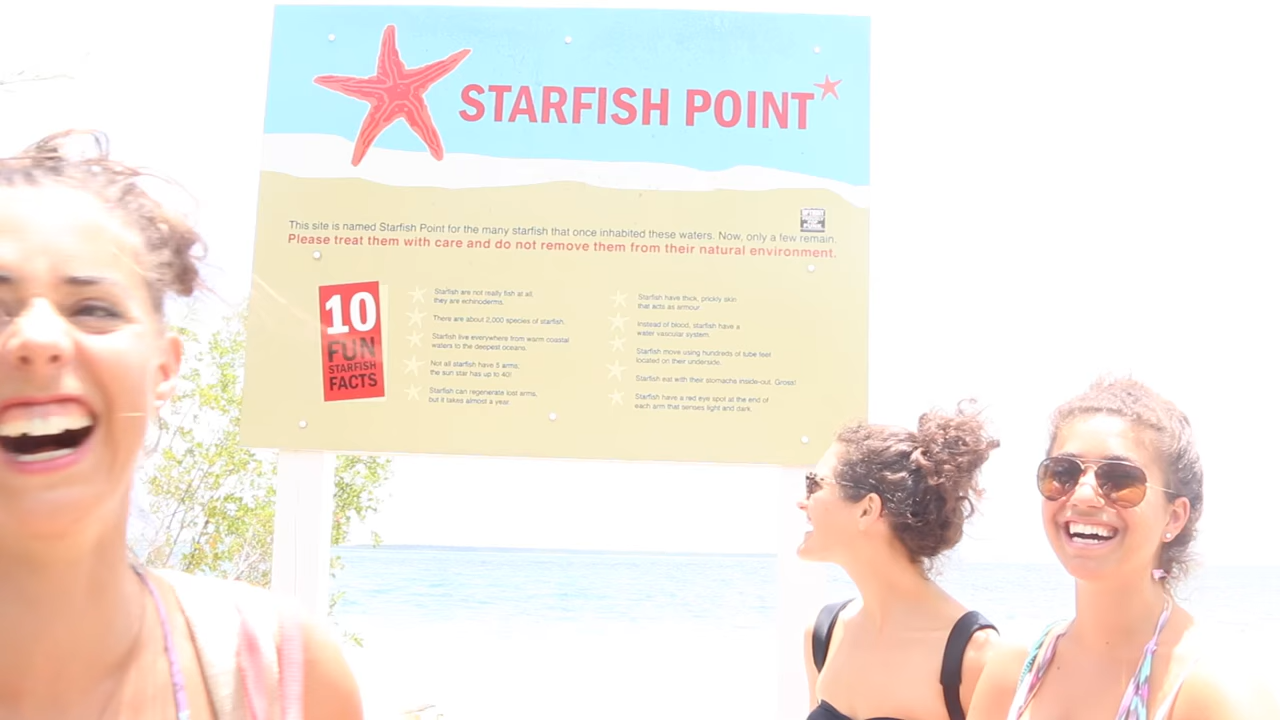 STARFISH POINT
This site is named Starfish Point for the many starfish that once inhabited these waters. Now, only a few remain.
Please treat them with care and do not remove them from their natural environment.
10
FUN
STARFISH
FACTS
Starfish are not really fish at all;
they are echinoderms.
There are about 2,000 species of starfish.
Starfish live everywhere from warm coastal
waters to the deepest oceans.
Not all starfish have 5 arms;
the sun star has up to 40!
Starfish can regenerate lost arms,
but it takes almost a year.
Starfish have thick, prickly skin
that acts as armour
Instead of blood, starfish have a
water vascular system.
Starfish move using hundreds of tube feet
located on their underside.
Starfish eat with their stomachs inside-out. Gross!
Starfish have a red eye spot at the end of
each arm that senses light and dark.